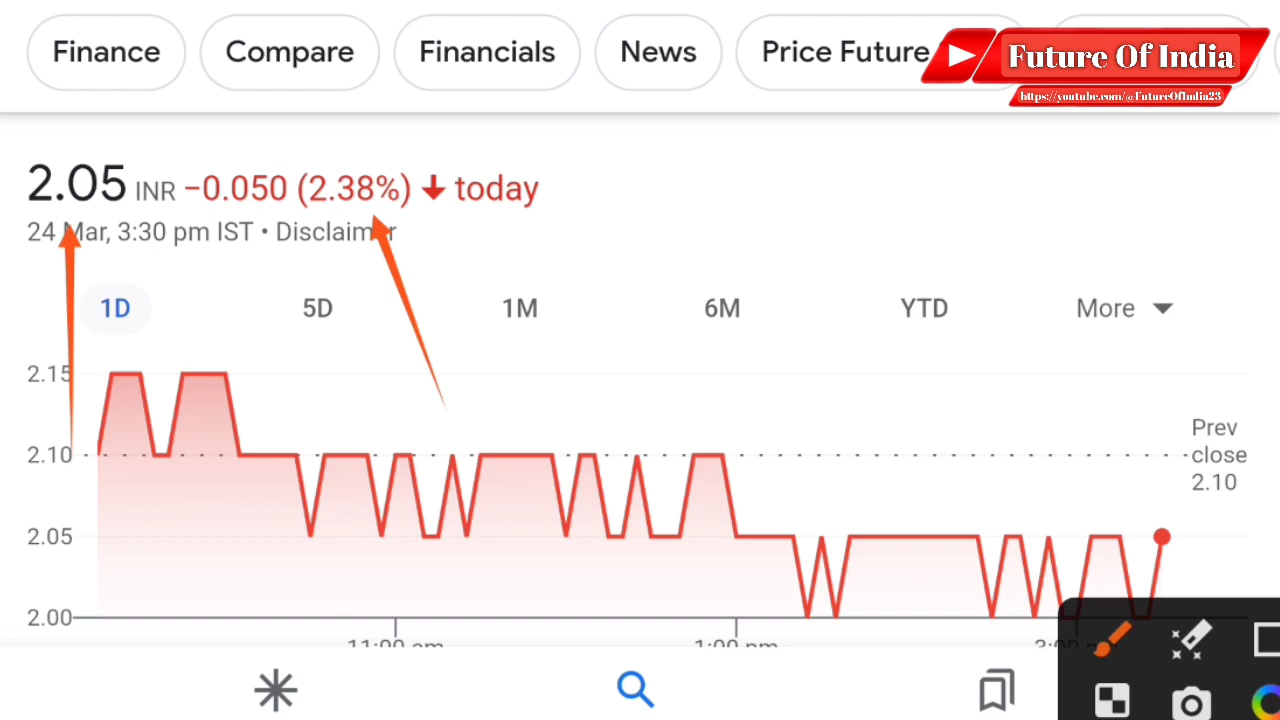 Finance
Compare
Financials
News
Price Future
Future Of India
https://youtube.com/@FutureOfIndia23
2.05 INR −0.050 (2.38%) ↓ today
24 Mar, 3:30 pm IST • Disclaimer
1D
5D
1M
6M
YTD
More
2.15
2.10
2.05
2.00
Prev
close
2.10
11:00 am
1:00 pm